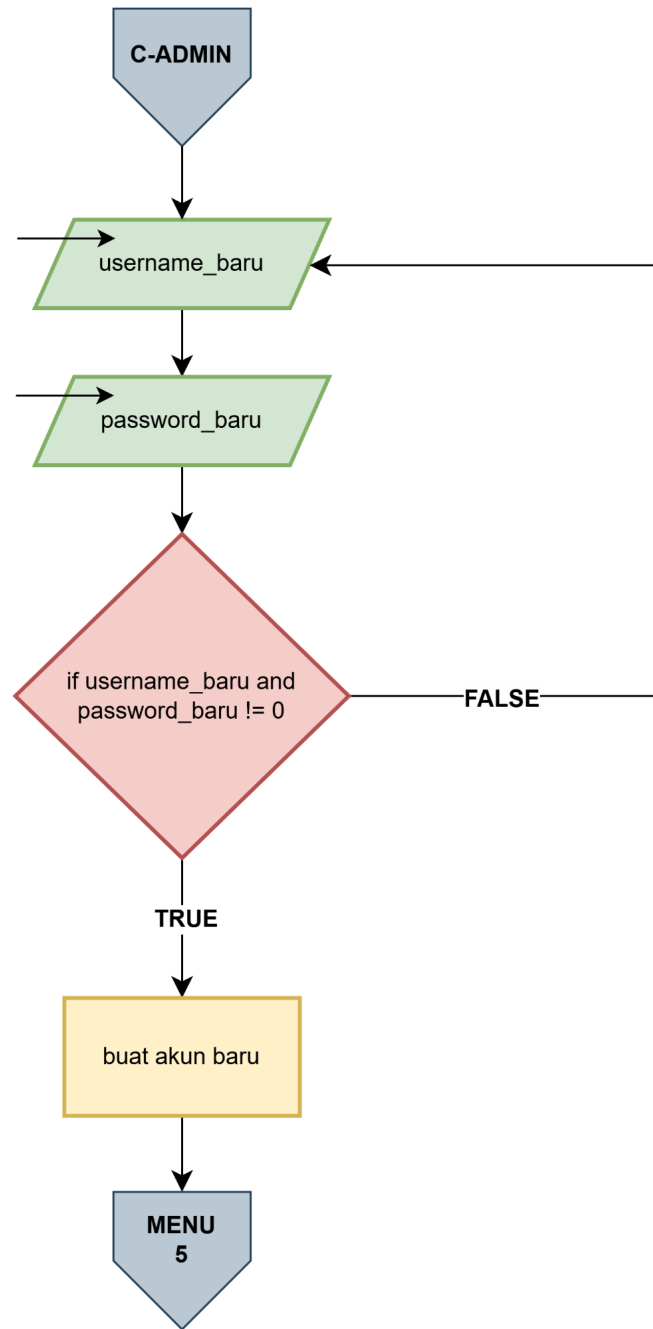 C-ADMIN
username_baru
password_baru
if username_baru and
password_baru != 0
FALSE
TRUE
buat akun baru
MENU
5